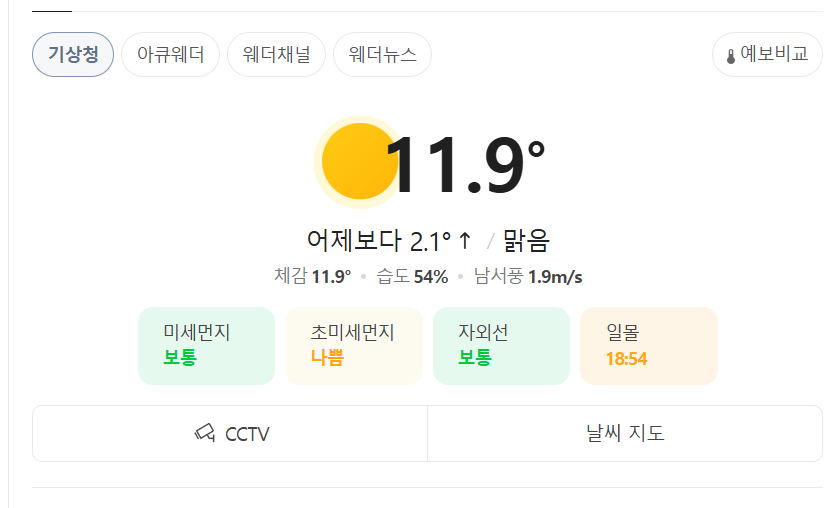 기상청 아큐웨더 웨더채널 웨더뉴스 예보비교
11.9°
어제보다 2.1° ↑ / 맑음
체감 11.9° • 습도 54% • 남서풍 1.9m/s
미세먼지 초미세먼지 자외선 일몰
보통 나쁨 보통 18:54
CCTV 날씨 지도